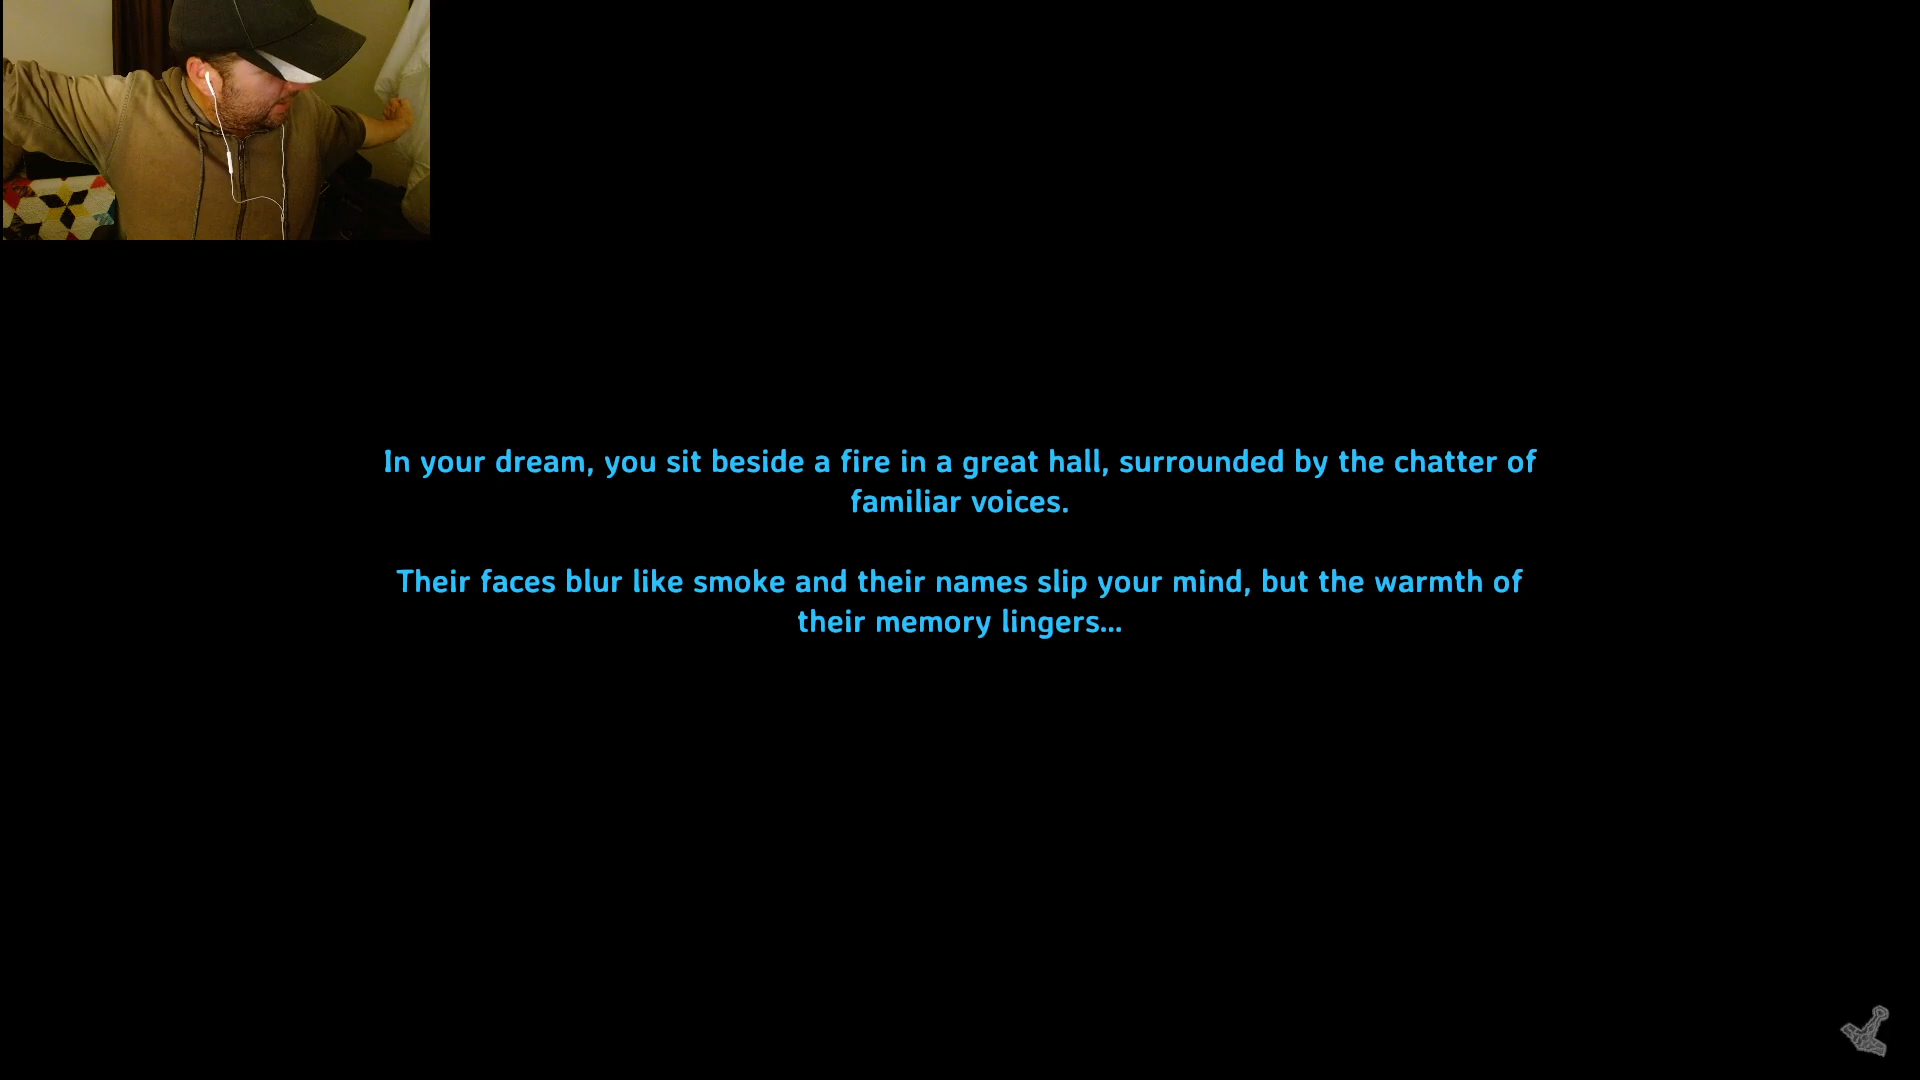 In your dream, you sit beside a fire in a great hall, surrounded by the chatter of
familiar voices.
Their faces blur like smoke and their names slip your mind, but the warmth of
their memory lingers...